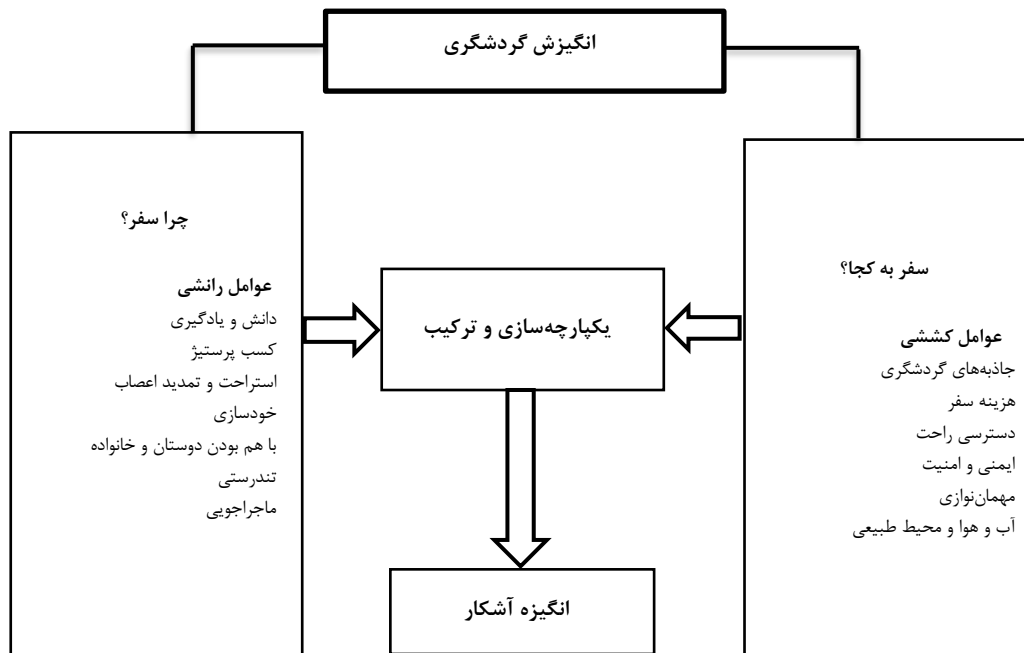 انگیزش گردشگری
سفر به کجا؟
عوامل کششی
جاذبه‌های گردشگری
هزینه سفر
دسترسی راحت
ایمنی و امنیت
مهمان‌نوازی
آب و هوا و محیط طبیعی
یکپارچه‌سازی و ترکیب
چرا سفر؟
عوامل رانشی
دانش و یادگیری
کسب پرستیژ
استراحت و تمدید اعصاب
خودسازی
با هم بودن دوستان و خانواده
تندرستی
ماجراجویی
انگیزه آشکار